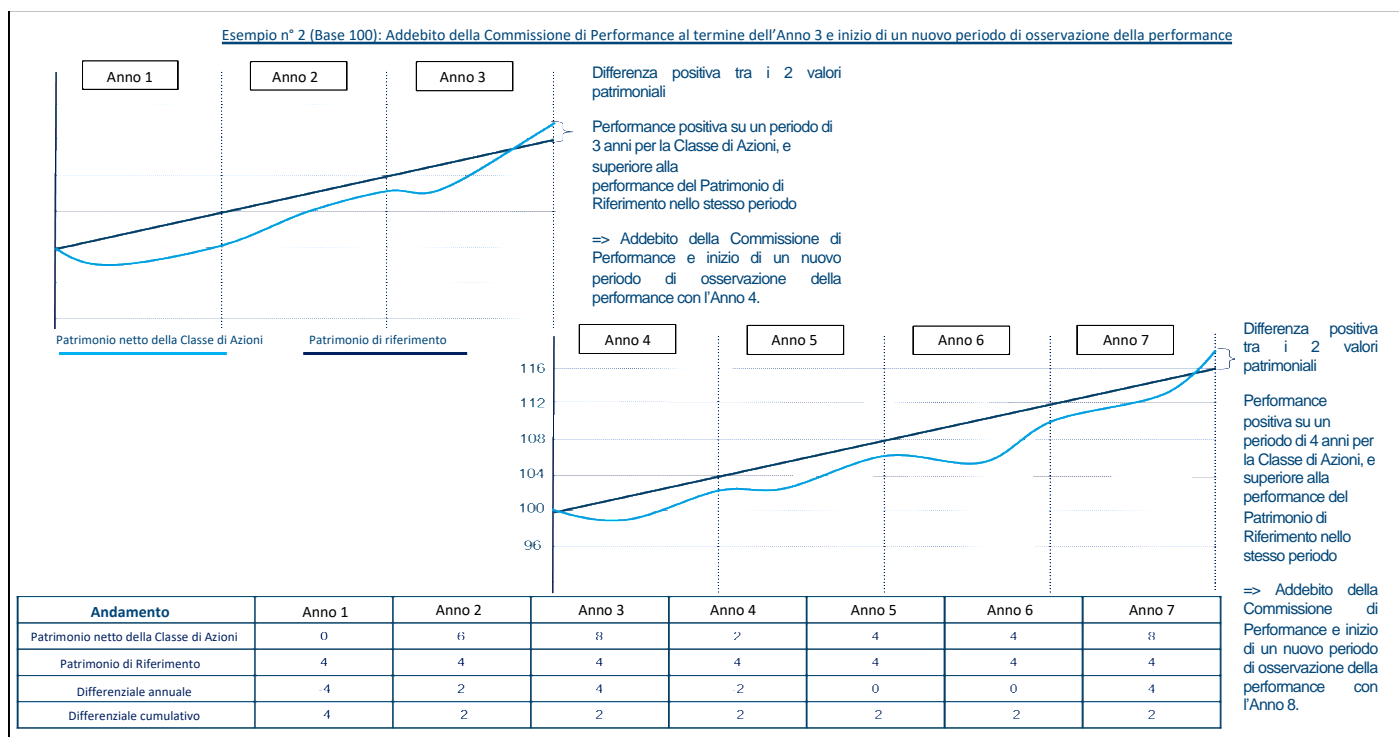 Esempio n° 2 (Base 100): Addebito della Commissione di Performance al termine dell'Anno 3 e inizio di un nuovo periodo di osservazione della performance
Anno 1
Anno 2
Anno 3
Differenza positiva tra i 2 valori
patrimoniali
Performance positiva su un periodo di
3 anni per la Classe di Azioni, e
superiore alla
performance del Patrimonio di
Riferimento nello stesso periodo
=> Addebito della Commissione di
Performance e inizio di un nuovo
periodo di osservazione della
performance con l'Anno 4.
Patrimonio netto della Classe di Azioni
Patrimonio di riferimento
Anno 4
Anno 5
Anno 6
Anno 7
116
112
108
104
100
96
Differenza positiva
tra i 2 valori
patrimoniali
Performance
positiva su un
periodo di 4 anni per
la Classe di Azioni, e
superiore alla
performance del
Patrimonio di
Riferimento nello
stesso periodo
=> Addebito della
Commissione di
Performance e inizio
di un nuovo periodo
di osservazione della
performance con
l'Anno 8.
Andamento Anno 1 Anno 2 Anno 3 Anno 4 Anno 5 Anno 6 Anno 7
Patrimonio netto della Classe di Azioni 0 6 8 2 4 4 8
Patrimonio di Riferimento 4 4 4 4 4 4 4
Differenziale annuale -4 2 4 -2 0 0 4
Differenziale cumulativo 4 2 2 2 2 2 2